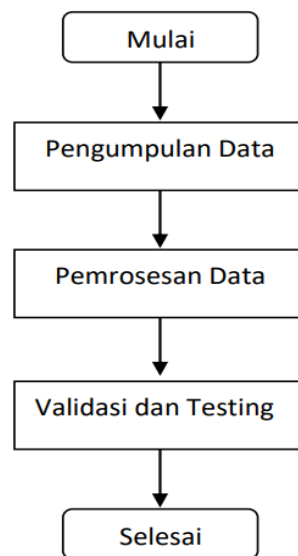 Mulai
Pengumpulan Data
Pemrosesan Data
Validasi dan Testing
Selesai